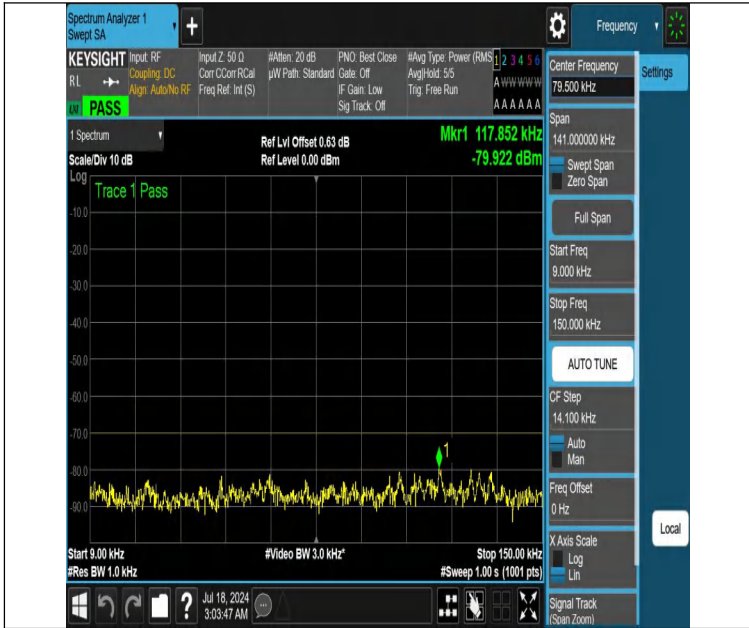 Spectrum Analyzer 1
Swept SA
+
Frequency
KEYSIGHT
RL
LXI
PASS
Input: RF
Coupling: DC
Align: Auto/No RF
Input Z: 50 Ω
Corr CCorr RCal
Freq Ref: Int (S)
#Atten: 20 dB
µW Path: Standard
PNO: Best Close
Gate: Off
IF Gain: Low
Sig Track: Off
#Avg Type: Power (RMS
Avg|Hold: 5/5
Trig: Free Run
1 2 3 4 5 6
A W W W W W
A A A A A A
1 Spectrum
Scale/Div 10 dB
Ref Lvl Offset 0.63 dB
Ref Level 0.00 dBm
Mkr1 117.852 kHz
-79.922 dBm
Log
Trace 1 Pass
-10.0
-20.0
-30.0
-40.0
-50.0
-60.0
-70.0
-80.0
-90.0
1
Start 9.00 kHz
#Res BW 1.0 kHz
#Video BW 3.0 kHz*
Stop 150.00 kHz
#Sweep 1.00 s (1001 pts)
Center Frequency
79.500 kHz
Settings
Span
141.000000 kHz
Swept Span
Zero Span
Full Span
Start Freq
9.000 kHz
Stop Freq
150.000 kHz
AUTO TUNE
CF Step
14.100 kHz
Auto
Man
Freq Offset
0 Hz
X Axis Scale
Log
Lin
Signal Track
(Span Zoom)
Local
?
Jul 18, 2024
3:03:47 AM